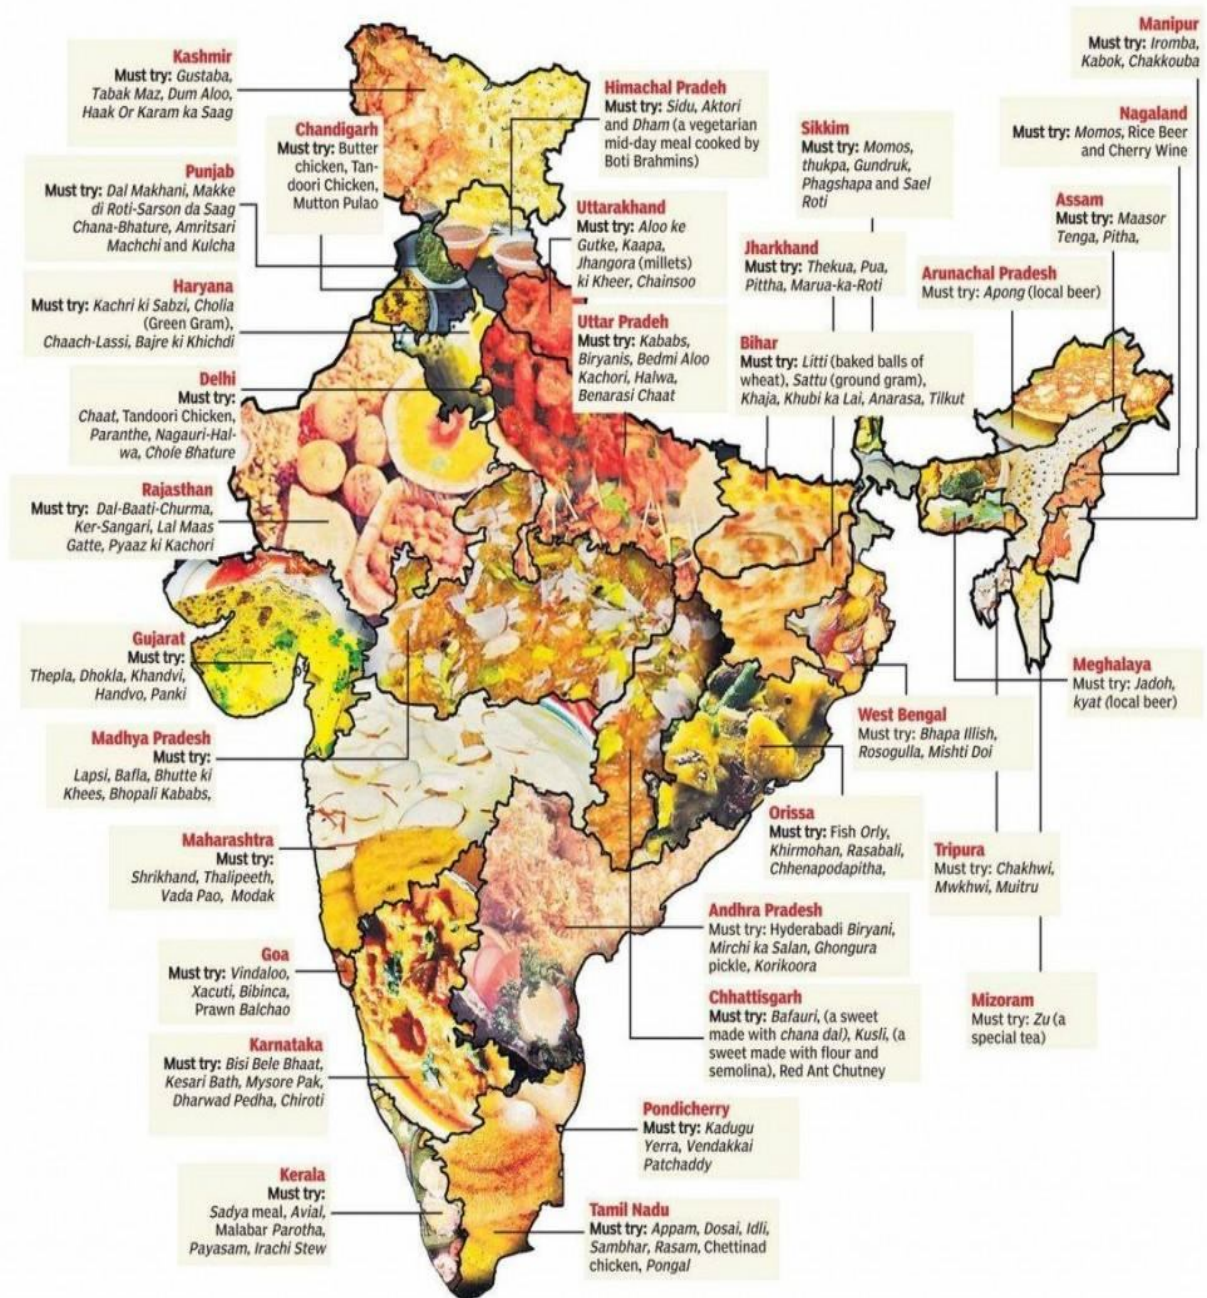 Manipur
Must try: Iromba,
Kabok, Chakkouba
Kashmir
Must try: Gustaba,
Tabak Maz, Dum Aloo,
Haak Or Karam ka Saag
Himachal Pradeh
Must try: Sidu, Aktori
and Dham (a vegetarian
mid-day meal cooked by
Boti Brahmins)
Nagaland
Must try: Momos, Rice Beer
and Cherry Wine
Chandigarh
Must try: Butter
chicken, Tan-
doori Chicken,
Mutton Pulao
Sikkim
Must try: Momos,
thukpa, Gundruk,
Phagshapa and Sael
Roti
Punjab
Must try: Dal Makhani, Makke
di Roti-Sarson da Saag
Chana-Bhature, Amritsari
Machchi and Kulcha
Uttarakhand
Must try: Aloo ke
Gutke, Kaapa,
Jhangora (millets)
ki Kheer, Chainsoo
Assam
Must try: Maasor
Tenga, Pitha,
Jharkhand
Must try: Thekua, Pua,
Pittha, Marua-ka-Roti
Arunachal Pradesh
Must try: Apong (local beer)
Haryana
Must try: Kachri ki Sabzi, Cholia
(Green Gram),
Chaach-Lassi, Bajre ki Khichdi
Uttar Pradeh
Must try: Kababs,
Biryanis, Bedmi Aloo
Kachori, Halwa,
Benarasi Chaat
Bihar
Must try: Litti (baked balls of
wheat), Sattu (ground gram),
Khaja, Khubi ka Lai, Anarasa, Tilkut
Delhi
Must try:
Chaat, Tandoori Chicken,
Paranthe, Nagauri-Hal-
wa, Chole Bhature
Rajasthan
Must try: Dal-Baati-Churma,
Ker-Sangari, Lal Maas
Gatte, Pyaaz ki Kachori
Gujarat
Must try:
Thepla, Dhokla, Khandvi,
Handvo, Panki
Meghalaya
Must try: Jadoh,
kyat (local beer)
West Bengal
Must try: Bhapa Illish,
Rosogulla, Mishti Doi
Madhya Pradesh
Must try:
Lapsi, Bafla, Bhutte ki
Khees, Bhopali Kababs,
Orissa
Must try: Fish Orly,
Khirmohan, Rasabali,
Chhenapodapitha,
Maharashtra
Must try:
Shrikhand, Thalipeeth,
Vada Pao, Modak
Tripura
Must try: Chakhwi,
Mwkhwi, Muitru
Andhra Pradesh
Must try: Hyderabadi Biryani,
Mirchi ka Salan, Ghongura
pickle, Korikoora
Goa
Must try: Vindaloo,
Xacuti, Bibinca,
Prawn Balchao
Chhattisgarh
Must try: Bafauri, (a sweet
made with chana dal), Kusli, (a
sweet made with flour and
semolina), Red Ant Chutney
Mizoram
Must try: Zu (a
special tea)
Karnataka
Must try: Bisi Bele Bhaat,
Kesari Bath, Mysore Pak,
Dharwad Pedha, Chiroti
Pondicherry
Must try: Kadugu
Yerra, Vendakkai
Patchaddy
Kerala
Must try:
Sadya meal, Avial,
Malabar Parotha,
Payasam, Irachi Stew
Tamil Nadu
Must try: Appam, Dosai, Idli,
Sambhar, Rasam, Chettinad
chicken, Pongal